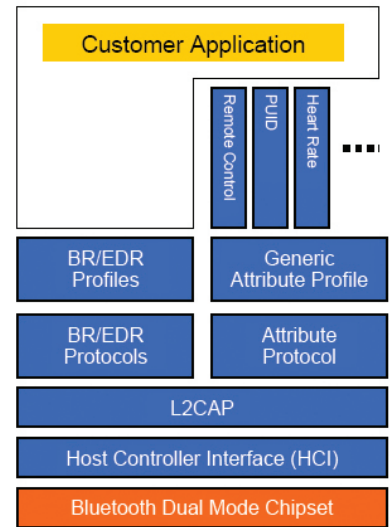 Customer Application
Remote Control
PUID
Heart Rate
BR/EDR
Profiles
Generic
Attribute Profile
BR/EDR
Protocols
Attribute
Protocol
L2CAP
Host Controller Interface (HCI)
Bluetooth Dual Mode Chipset